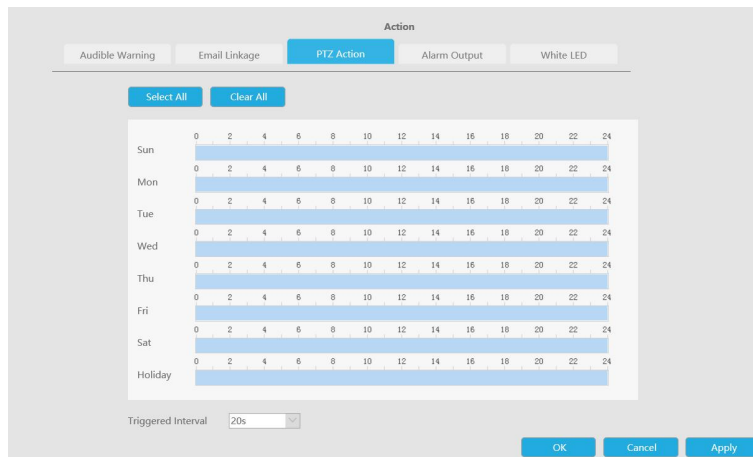 Action
Audible Warning Email Linkage PTZ Action Alarm Output White LED
Select All Clear All
0 2 4 6 8 10 12 14 16 18 20 22 24
Sun
0 2 4 6 8 10 12 14 16 18 20 22 24
Mon
0 2 4 6 8 10 12 14 16 18 20 22 24
Tue
0 2 4 6 8 10 12 14 16 18 20 22 24
Wed
0 2 4 6 8 10 12 14 16 18 20 22 24
Thu
0 2 4 6 8 10 12 14 16 18 20 22 24
Fri
0 2 4 6 8 10 12 14 16 18 20 22 24
Sat
0 2 4 6 8 10 12 14 16 18 20 22 24
Holiday
Triggered Interval 20s
OK Cancel Apply